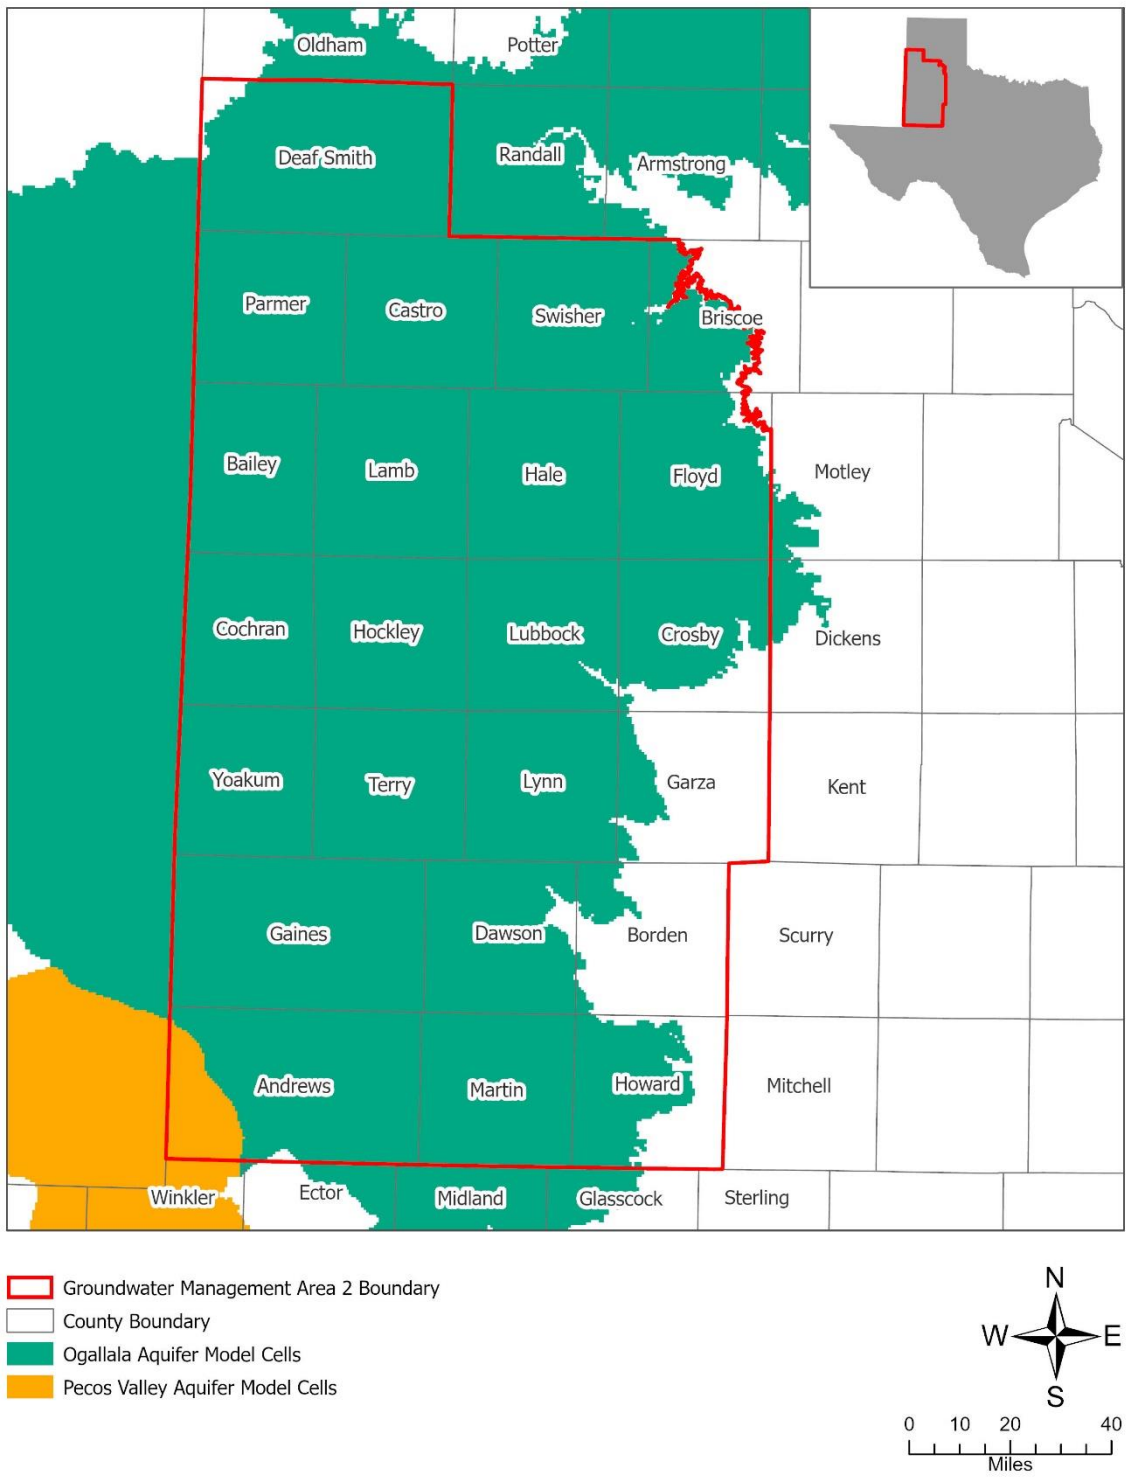 Oldham
Potter
Deaf Smith
Randall
Armstrong
Parmer
Castro
Swisher
Briscoe
Bailey
Lamb
Hale
Floyd
Motley
Cochran
Hockley
Lubbock
Crosby
Dickens
Yoakum
Terry
Lynn
Garza
Kent
Gaines
Dawson
Borden
Scurry
Andrews
Martin
Howard
Mitchell
Winkler
Ector
Midland
Glasscock
Sterling
Groundwater Management Area 2 Boundary
County Boundary
Ogallala Aquifer Model Cells
Pecos Valley Aquifer Model Cells
N
W
E
S
0 10 20 40
Miles